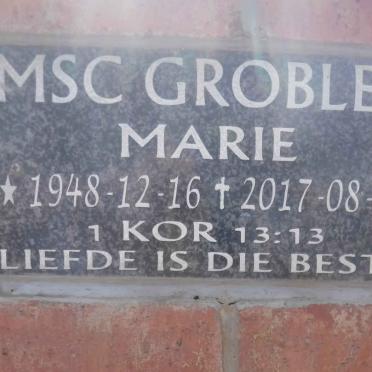 MSC GROBLE
MARIE
★ 1948-12-16 ✝ 2017-08-
1 KOR 13:13
LIEFDE IS DIE BEST